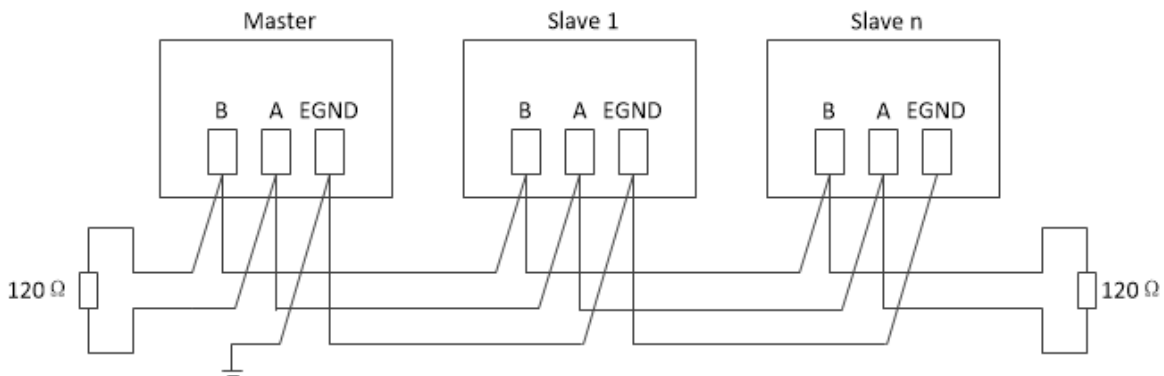 Master
Slave 1
Slave n
B A EGND
B A EGND
B A EGND
120 Ω
120 Ω